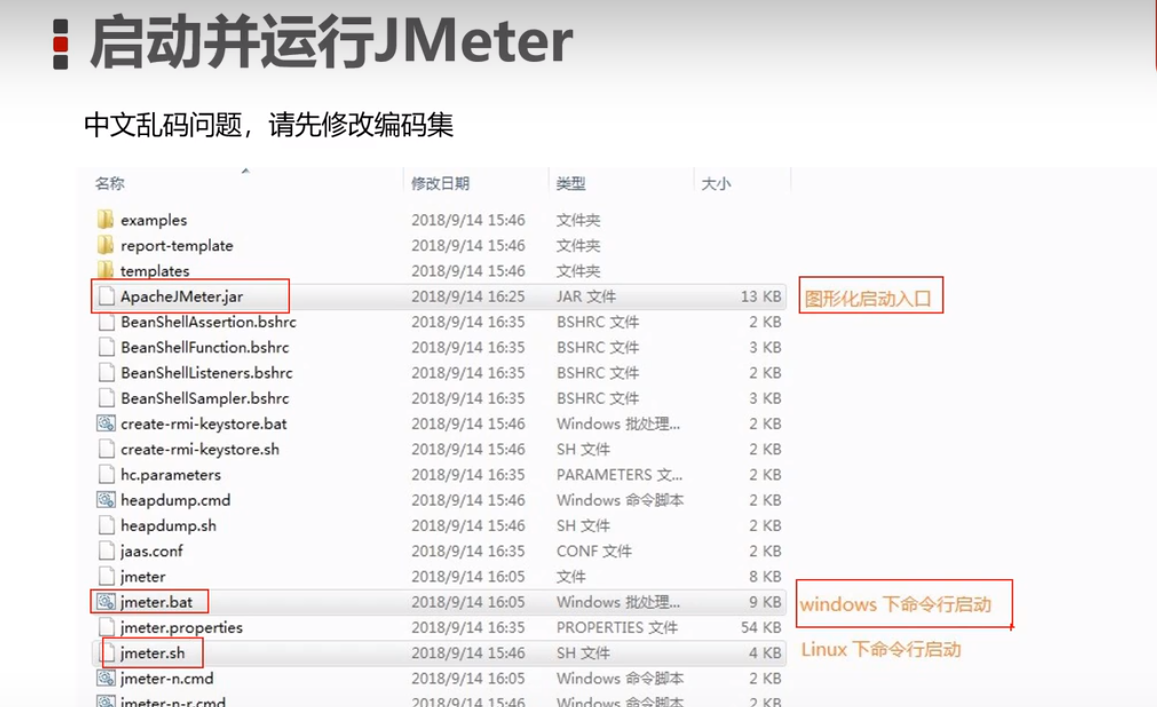 启动并运行JMeter
中文乱码问题，请先修改编码集
名称 修改日期 类型 大小
examples 2018/9/14 15:46 文件夹
report-template 2018/9/14 15:46 文件夹
templates 2018/9/14 15:46 文件夹
ApacheJMeter.jar 2018/9/14 16:25 JAR 文件 13 KB 图形化启动入口
BeanShellAssertion.bshrc 2018/9/14 16:35 BSHRC 文件 2 KB
BeanShellFunction.bshrc 2018/9/14 16:35 BSHRC 文件 3 KB
BeanShellListeners.bshrc 2018/9/14 16:35 BSHRC 文件 2 KB
BeanShellSampler.bshrc 2018/9/14 16:35 BSHRC 文件 3 KB
create-rmi-keystore.bat 2018/9/14 15:46 Windows 批处理... 2 KB
create-rmi-keystore.sh 2018/9/14 15:46 SH 文件 2 KB
hc.parameters 2018/9/14 16:35 PARAMETERS 文... 2 KB
heapdump.cmd 2018/9/14 15:46 Windows 命令脚本 2 KB
heapdump.sh 2018/9/14 15:46 SH 文件 2 KB
jaas.conf 2018/9/14 16:35 CONF 文件 2 KB
jmeter 2018/9/14 16:05 文件 8 KB
jmeter.bat 2018/9/14 16:05 Windows 批处理... 9 KB windows 下命令行启动
jmeter.properties 2018/9/14 16:35 PROPERTIES 文件 54 KB
jmeter.sh 2018/9/14 15:46 SH 文件 4 KB Linux 下命令行启动
jmeter-n.cmd 2018/9/14 16:05 Windows 命令脚本 2 KB
jmeter-n-r.cmd 2018/9/14 15:46 Windows 命令脚本 2 KB